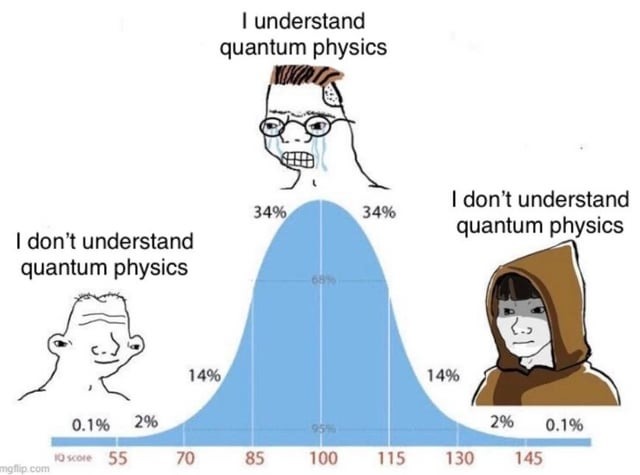 I understand
quantum physics
34%
34%
I don't understand
quantum physics
I don't understand
quantum physics
68%
14%
14%
0.1%
2%
95%
2%
0.1%
IQ score 55 70 85 100 115 130 145
mgflip.com